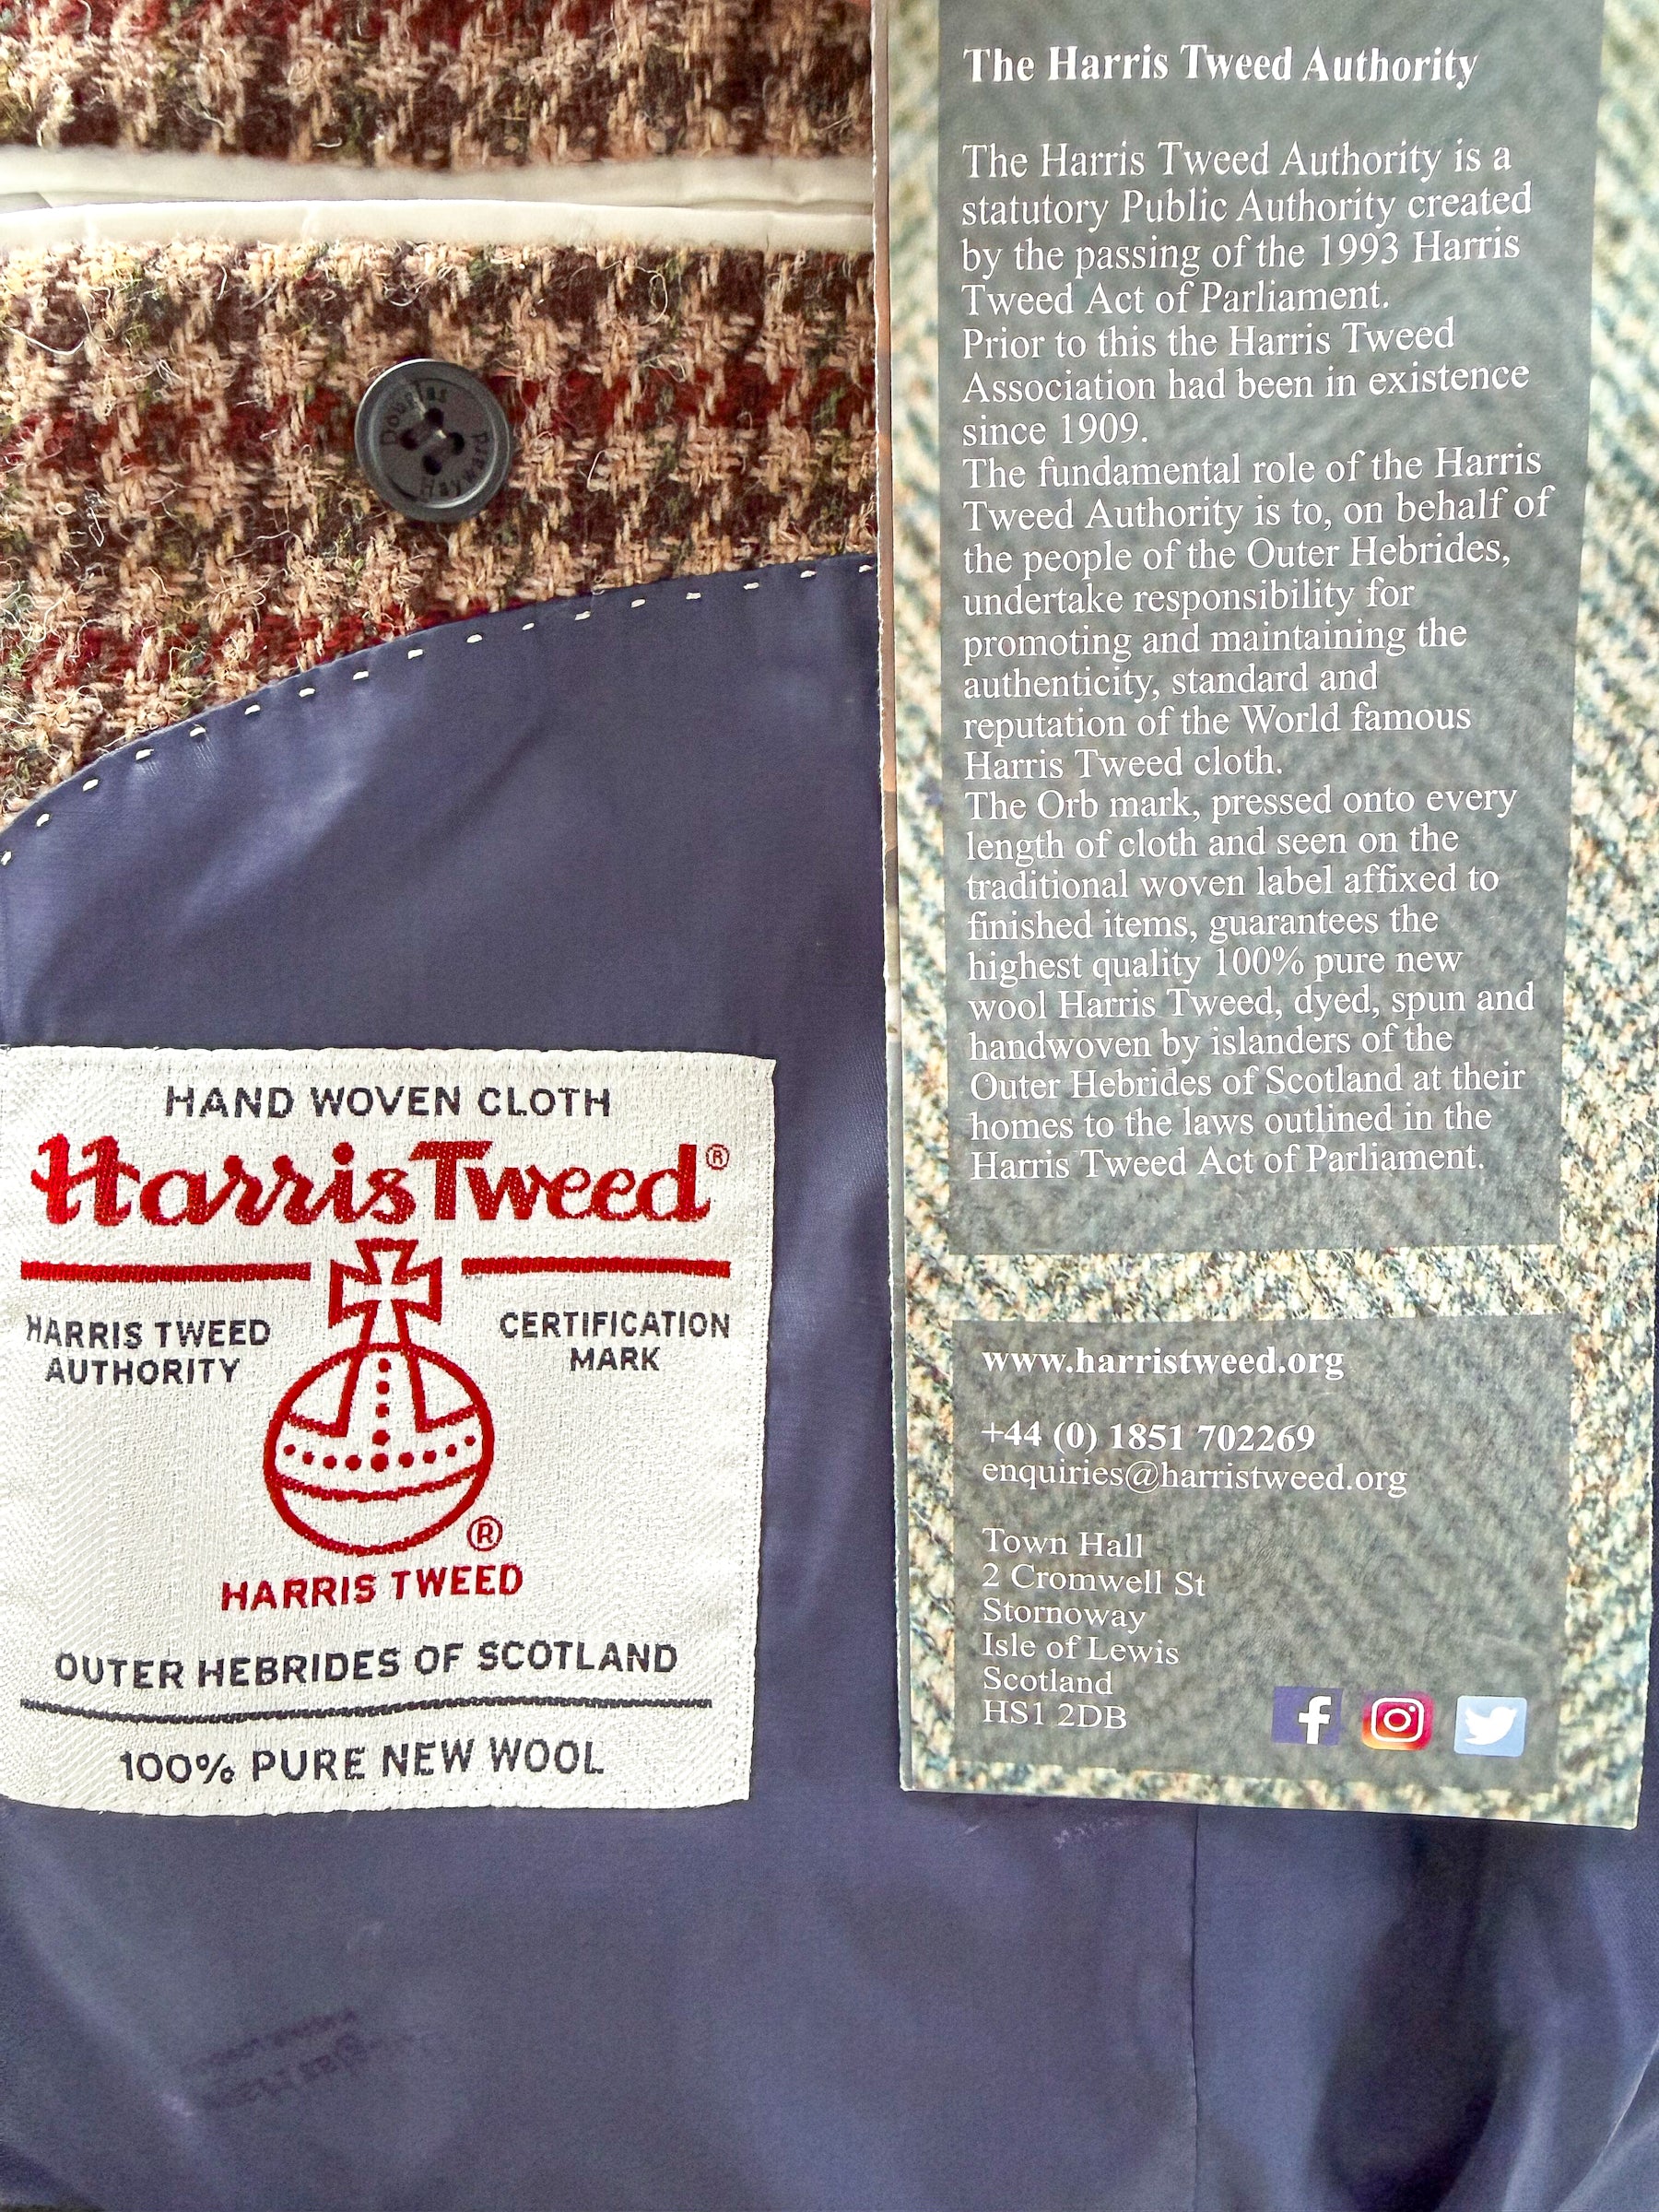 Douglas
Hayward
HAND WOVEN CLOTH
Harris Tweed®
HARRIS TWEED
AUTHORITY
CERTIFICATION
MARK
®
HARRIS TWEED
OUTER HEBRIDES OF SCOTLAND
100% PURE NEW WOOL
The Harris Tweed Authority
The Harris Tweed Authority is a
statutory Public Authority created
by the passing of the 1993 Harris
Tweed Act of Parliament.
Prior to this the Harris Tweed
Association had been in existence
since 1909.
The fundamental role of the Harris
Tweed Authority is to, on behalf of
the people of the Outer Hebrides,
undertake responsibility for
promoting and maintaining the
authenticity, standard and
reputation of the World famous
Harris Tweed cloth.
The Orb mark, pressed onto every
length of cloth and seen on the
traditional woven label affixed to
finished items, guarantees the
highest quality 100% pure new
wool Harris Tweed, dyed, spun and
handwoven by islanders of the
Outer Hebrides of Scotland at their
homes to the laws outlined in the
Harris Tweed Act of Parliament.
www.harristweed.org
+44 (0) 1851 702269
enquiries@harristweed.org
Town Hall
2 Cromwell St
Stornoway
Isle of Lewis
Scotland
HS1 2DB